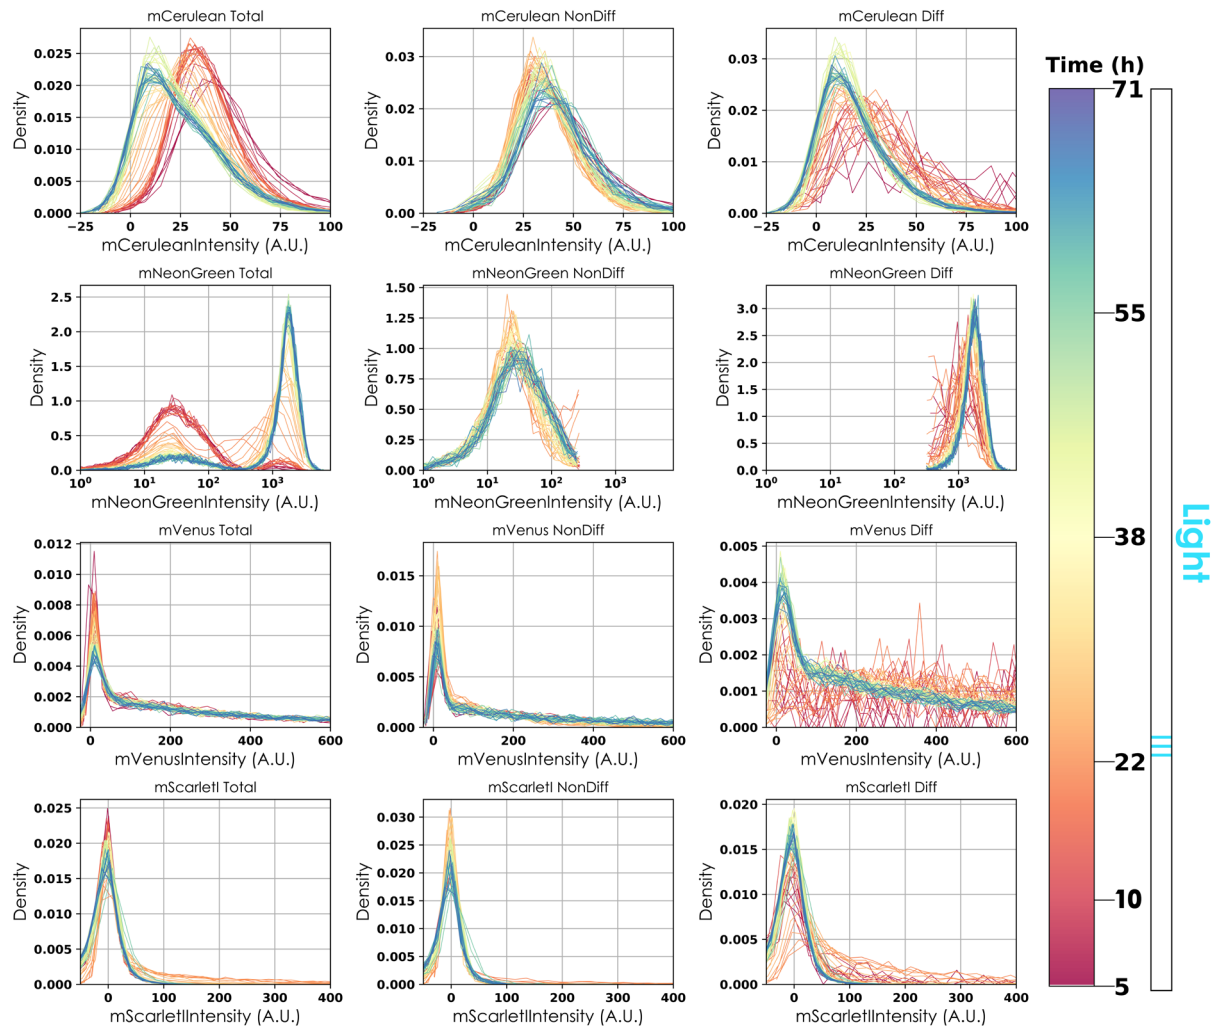 mCerulean Total
mCerulean NonDiff
mCerulean Diff
Density
0.025
0.020
0.015
0.010
0.005
0.000
−25 0 25 50 75 100
mCeruleanIntensity (A.U.)
Density
0.03
0.02
0.01
0.00
−25 0 25 50 75 100
mCeruleanIntensity (A.U.)
Density
0.03
0.02
0.01
0.00
−25 0 25 50 75 100
mCeruleanIntensity (A.U.)
mNeonGreen Total
mNeonGreen NonDiff
mNeonGreen Diff
Density
2.5
2.0
1.5
1.0
0.5
0.0
10⁰ 10¹ 10² 10³
mNeonGreenIntensity (A.U.)
Density
1.50
1.25
1.00
0.75
0.50
0.25
0.00
10⁰ 10¹ 10² 10³
mNeonGreenIntensity (A.U.)
Density
3.0
2.5
2.0
1.5
1.0
0.5
0.0
10⁰ 10¹ 10² 10³
mNeonGreenIntensity (A.U.)
mVenus Total
mVenus NonDiff
mVenus Diff
Density
0.012
0.010
0.008
0.006
0.004
0.002
0.000
0 200 400 600
mVenusIntensity (A.U.)
Density
0.015
0.010
0.005
0.000
0 200 400 600
mVenusIntensity (A.U.)
Density
0.005
0.004
0.003
0.002
0.001
0.000
0 200 400 600
mVenusIntensity (A.U.)
mScarletI Total
mScarletI NonDiff
mScarletI Diff
Density
0.025
0.020
0.015
0.010
0.005
0.000
0 100 200 300 400
mScarletIIntensity (A.U.)
Density
0.030
0.025
0.020
0.015
0.010
0.005
0.000
0 100 200 300 400
mScarletIIntensity (A.U.)
Density
0.020
0.015
0.010
0.005
0.000
0 100 200 300 400
mScarletIIntensity (A.U.)
Time (h)
71
55
38
22
10
5
Light